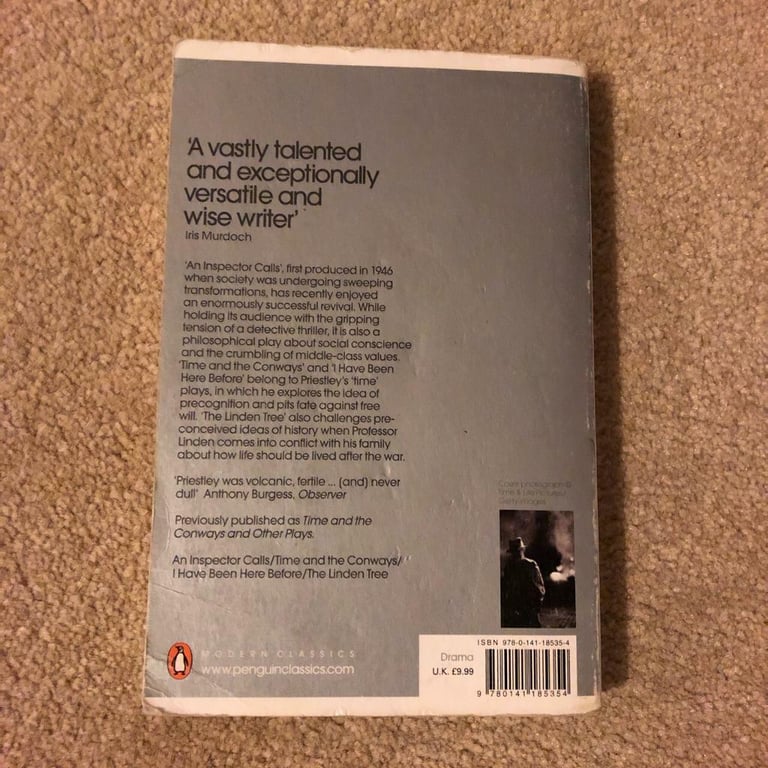 'A vastly talented
and exceptionally
versatile and
wise writer'
Iris Murdoch
'An Inspector Calls', first produced in 1946
when society was undergoing sweeping
transformations, has recently enjoyed
an enormously successful revival. While
holding its audience with the gripping
tension of a detective thriller, it is also a
philosophical play about social conscience
and the crumbling of middle-class values.
'Time and the Conways' and 'I Have Been
Here Before' belong to Priestley's 'time'
plays, in which he explores the idea of
precognition and pits fate against free
will. 'The Linden Tree' also challenges pre-
conceived ideas of history when Professor
Linden comes into conflict with his family
about how life should be lived after the war.
'Priestley was volcanic, fertile ... (and) never
dull' Anthony Burgess, Observer
Previously published as Time and the
Conways and Other Plays.
An Inspector Calls/Time and the Conways/
I Have Been Here Before/The Linden Tree
Cover photograph ©
Time & Life Pictures/
Getty Images
MODERN CLASSICS
www.penguinclassics.com
Drama
U.K. £9.99
ISBN 978-0-141-18535-4
9 780141 185354